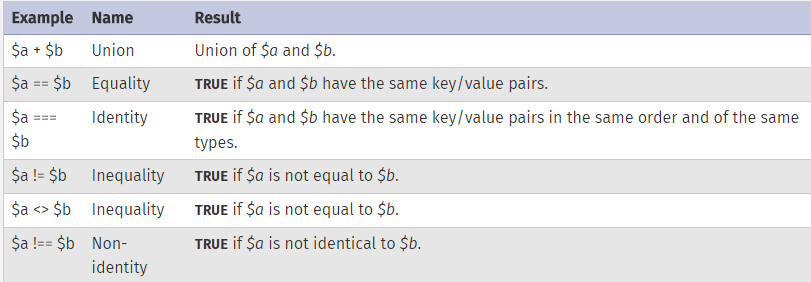 Example Name Result
$a + $b Union Union of $a and $b.
$a == $b Equality TRUE if $a and $b have the same key/value pairs.
$a === Identity TRUE if $a and $b have the same key/value pairs in the same order and of the same
$b types.
$a != $b Inequality TRUE if $a is not equal to $b.
$a <> $b Inequality TRUE if $a is not equal to $b.
$a !== $b Non- TRUE if $a is not identical to $b.
identity